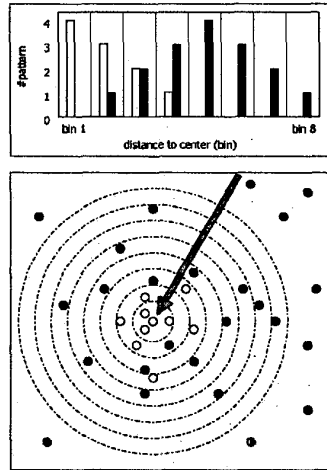 4
3
2
1
0
#pattern
bin 1
bin 8
distance to center (bin)